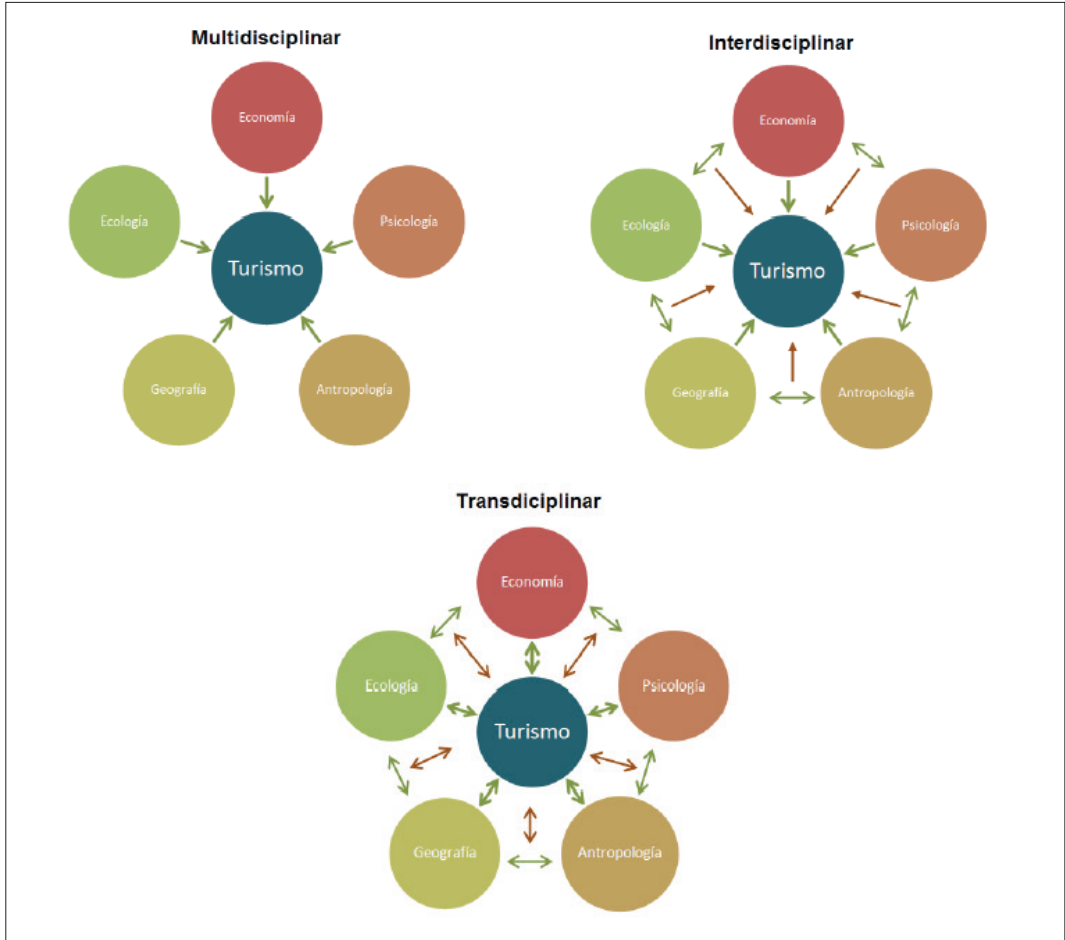 Multidisciplinar
Economía
Ecología
Psicología
Turismo
Geografía
Antropología
Interdisciplinar
Economía
Ecología
Psicología
Turismo
Geografía
Antropología
Transdiciplinar
Economía
Ecología
Psicología
Turismo
Geografía
Antropología